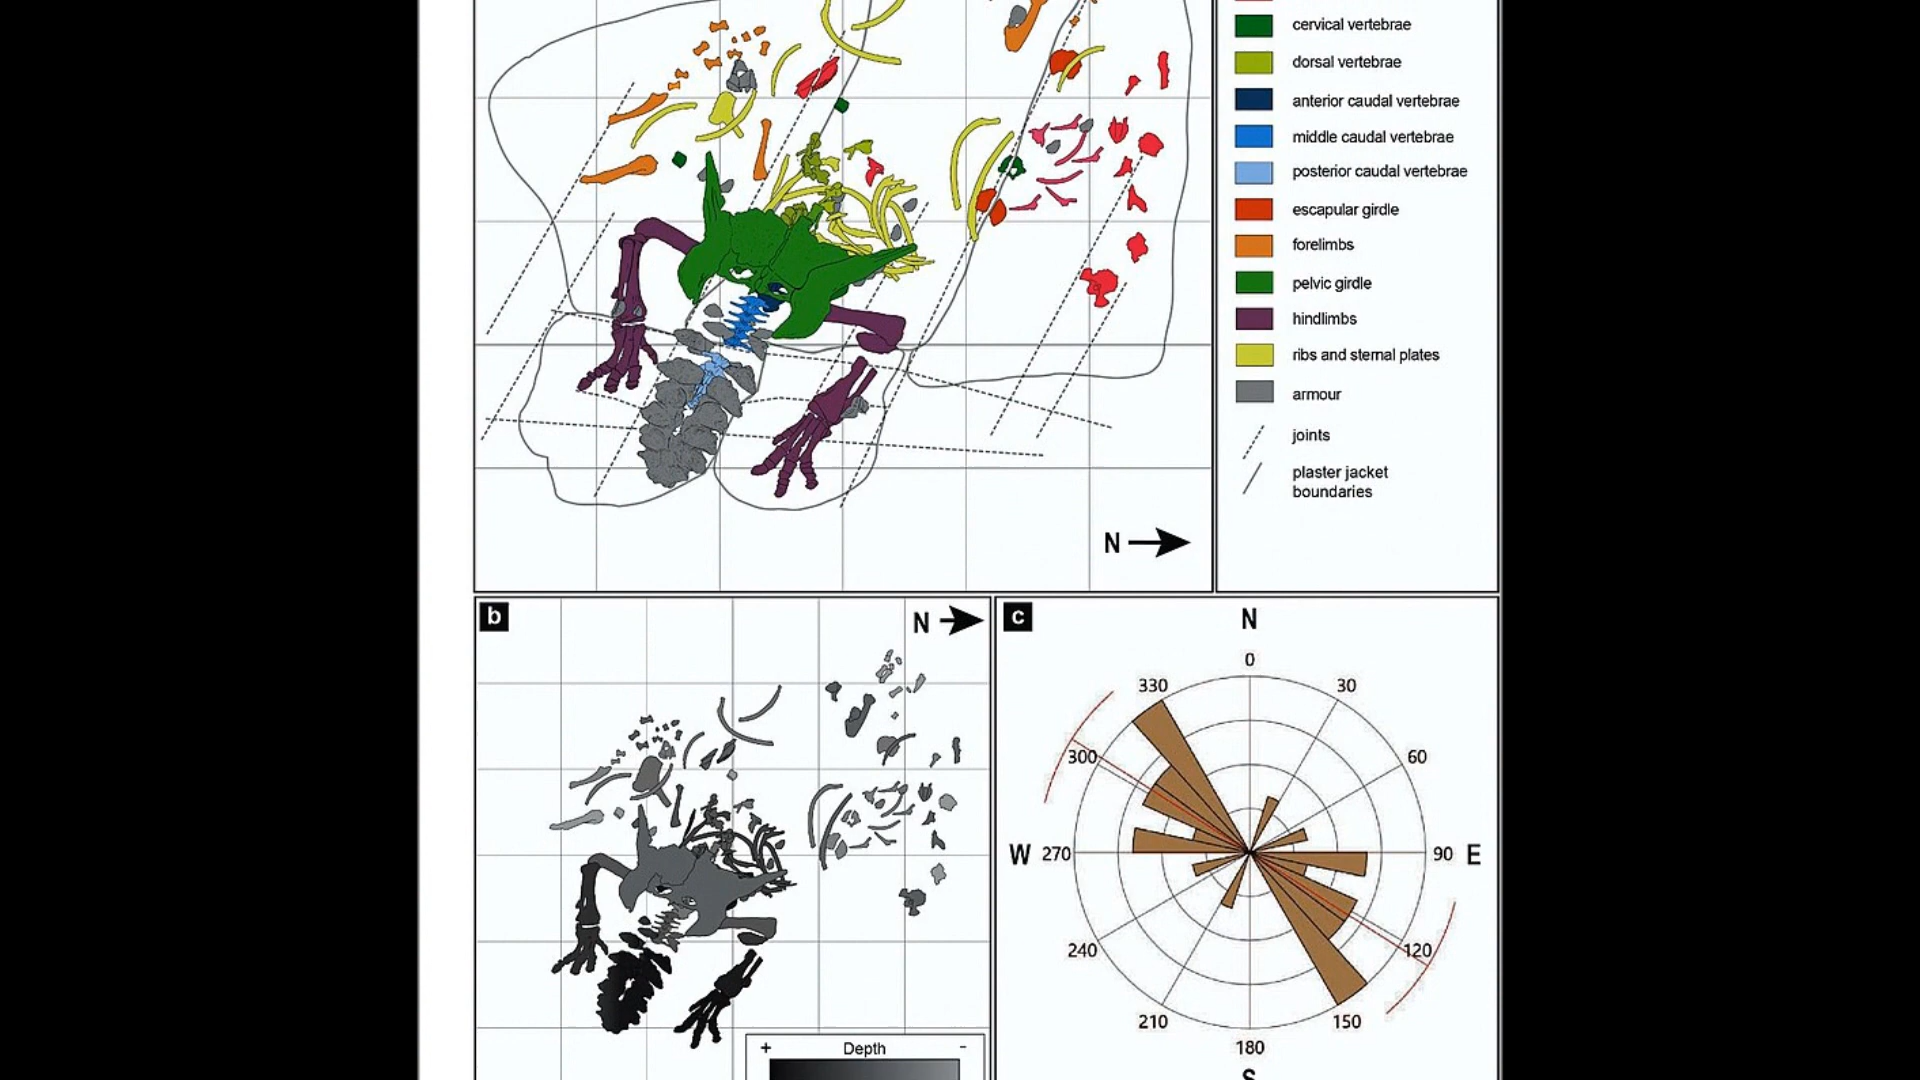 cervical vertebrae
dorsal vertebrae
anterior caudal vertebrae
middle caudal vertebrae
posterior caudal vertebrae
escapular girdle
forelimbs
pelvic girdle
hindlimbs
ribs and sternal plates
armour
joints
plaster jacket
boundaries
N
b
N
+ Depth -
c
N
0
330 30
300 60
W 270 90 E
240 120
210 150
180
S